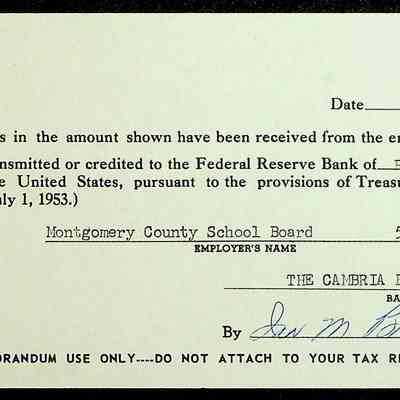 Date
s in the amount shown have been received from the e
nsmitted or credited to the Federal Reserve Bank of
e United States, pursuant to the provisions of Treasu
ly 1, 1953.)
Montgomery County School Board 5
EMPLOYER'S NAME
THE CAMBRIA
BA
By
ORANDUM USE ONLY----DO NOT ATTACH TO YOUR TAX RE